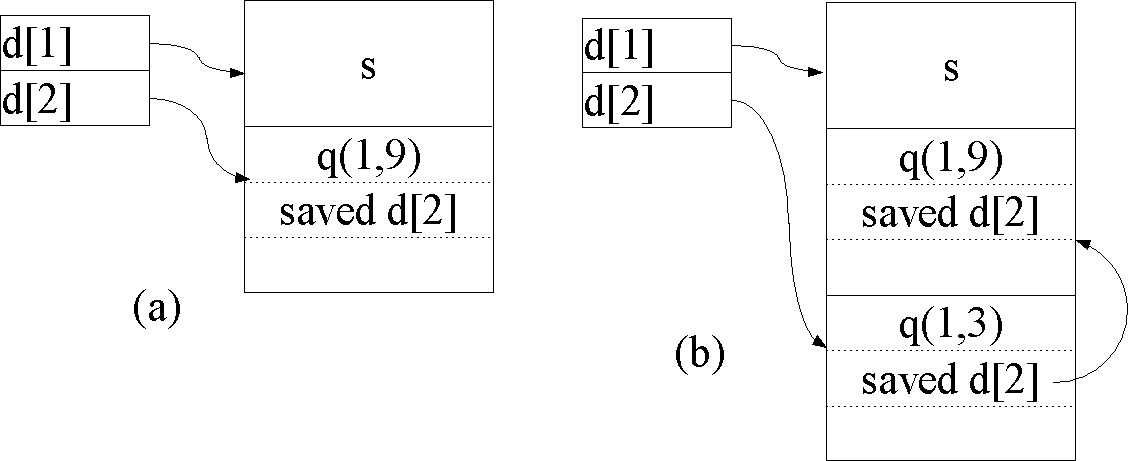 d[1]
d[2]
s
q(1,9)
saved d[2]
(a)
d[1]
d[2]
s
q(1,9)
saved d[2]
q(1,3)
saved d[2]
(b)